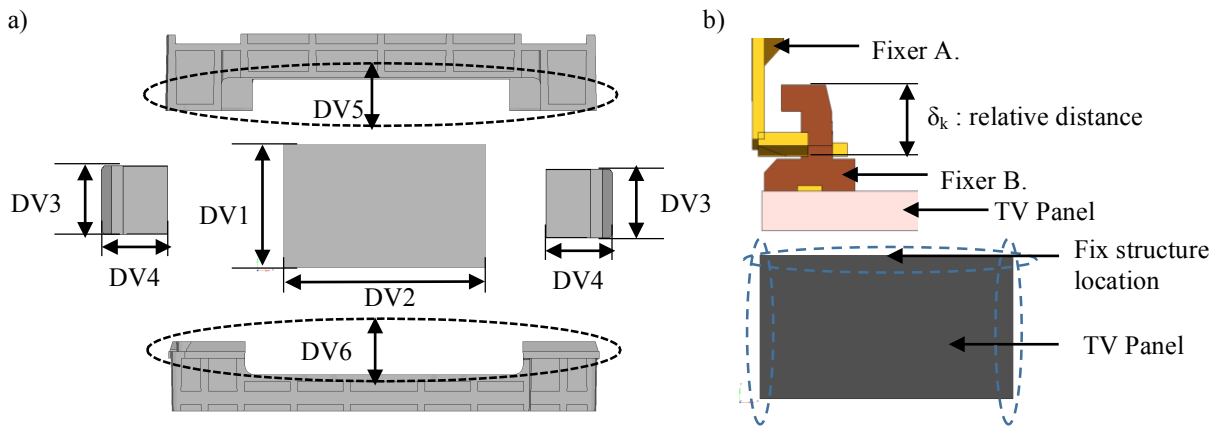 a)
DV5
DV3
DV4
DV1
DV2
DV3
DV4
DV6
b)
Fixer A.
δk : relative distance
Fixer B.
TV Panel
Fix structure
location
TV Panel